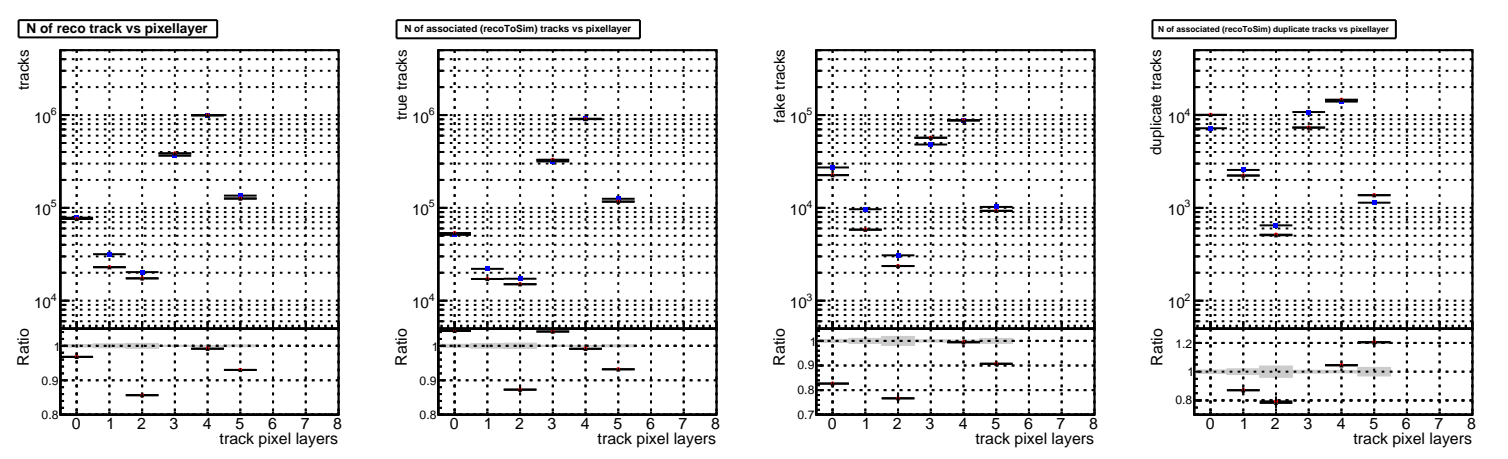 N of reco track vs pixellayer
tracks
10^6
10^5
10^4
Ratio
1
0.9
0.8
0 1 2 3 4 5 6 7 8
track pixel layers
N of associated (recoToSim) tracks vs pixellayer
true tracks
10^6
10^5
10^4
Ratio
1
0.9
0.8
0 1 2 3 4 5 6 7 8
track pixel layers
fake tracks
10^5
10^4
10^3
Ratio
1
0.9
0.8
0.7
0 1 2 3 4 5 6 7 8
track pixel layers
N of associated (recoToSim) duplicate tracks vs pixellayer
duplicate tracks
10^4
10^3
10^2
Ratio
1.2
1
0.8
0 1 2 3 4 5 6 7 8
track pixel layers